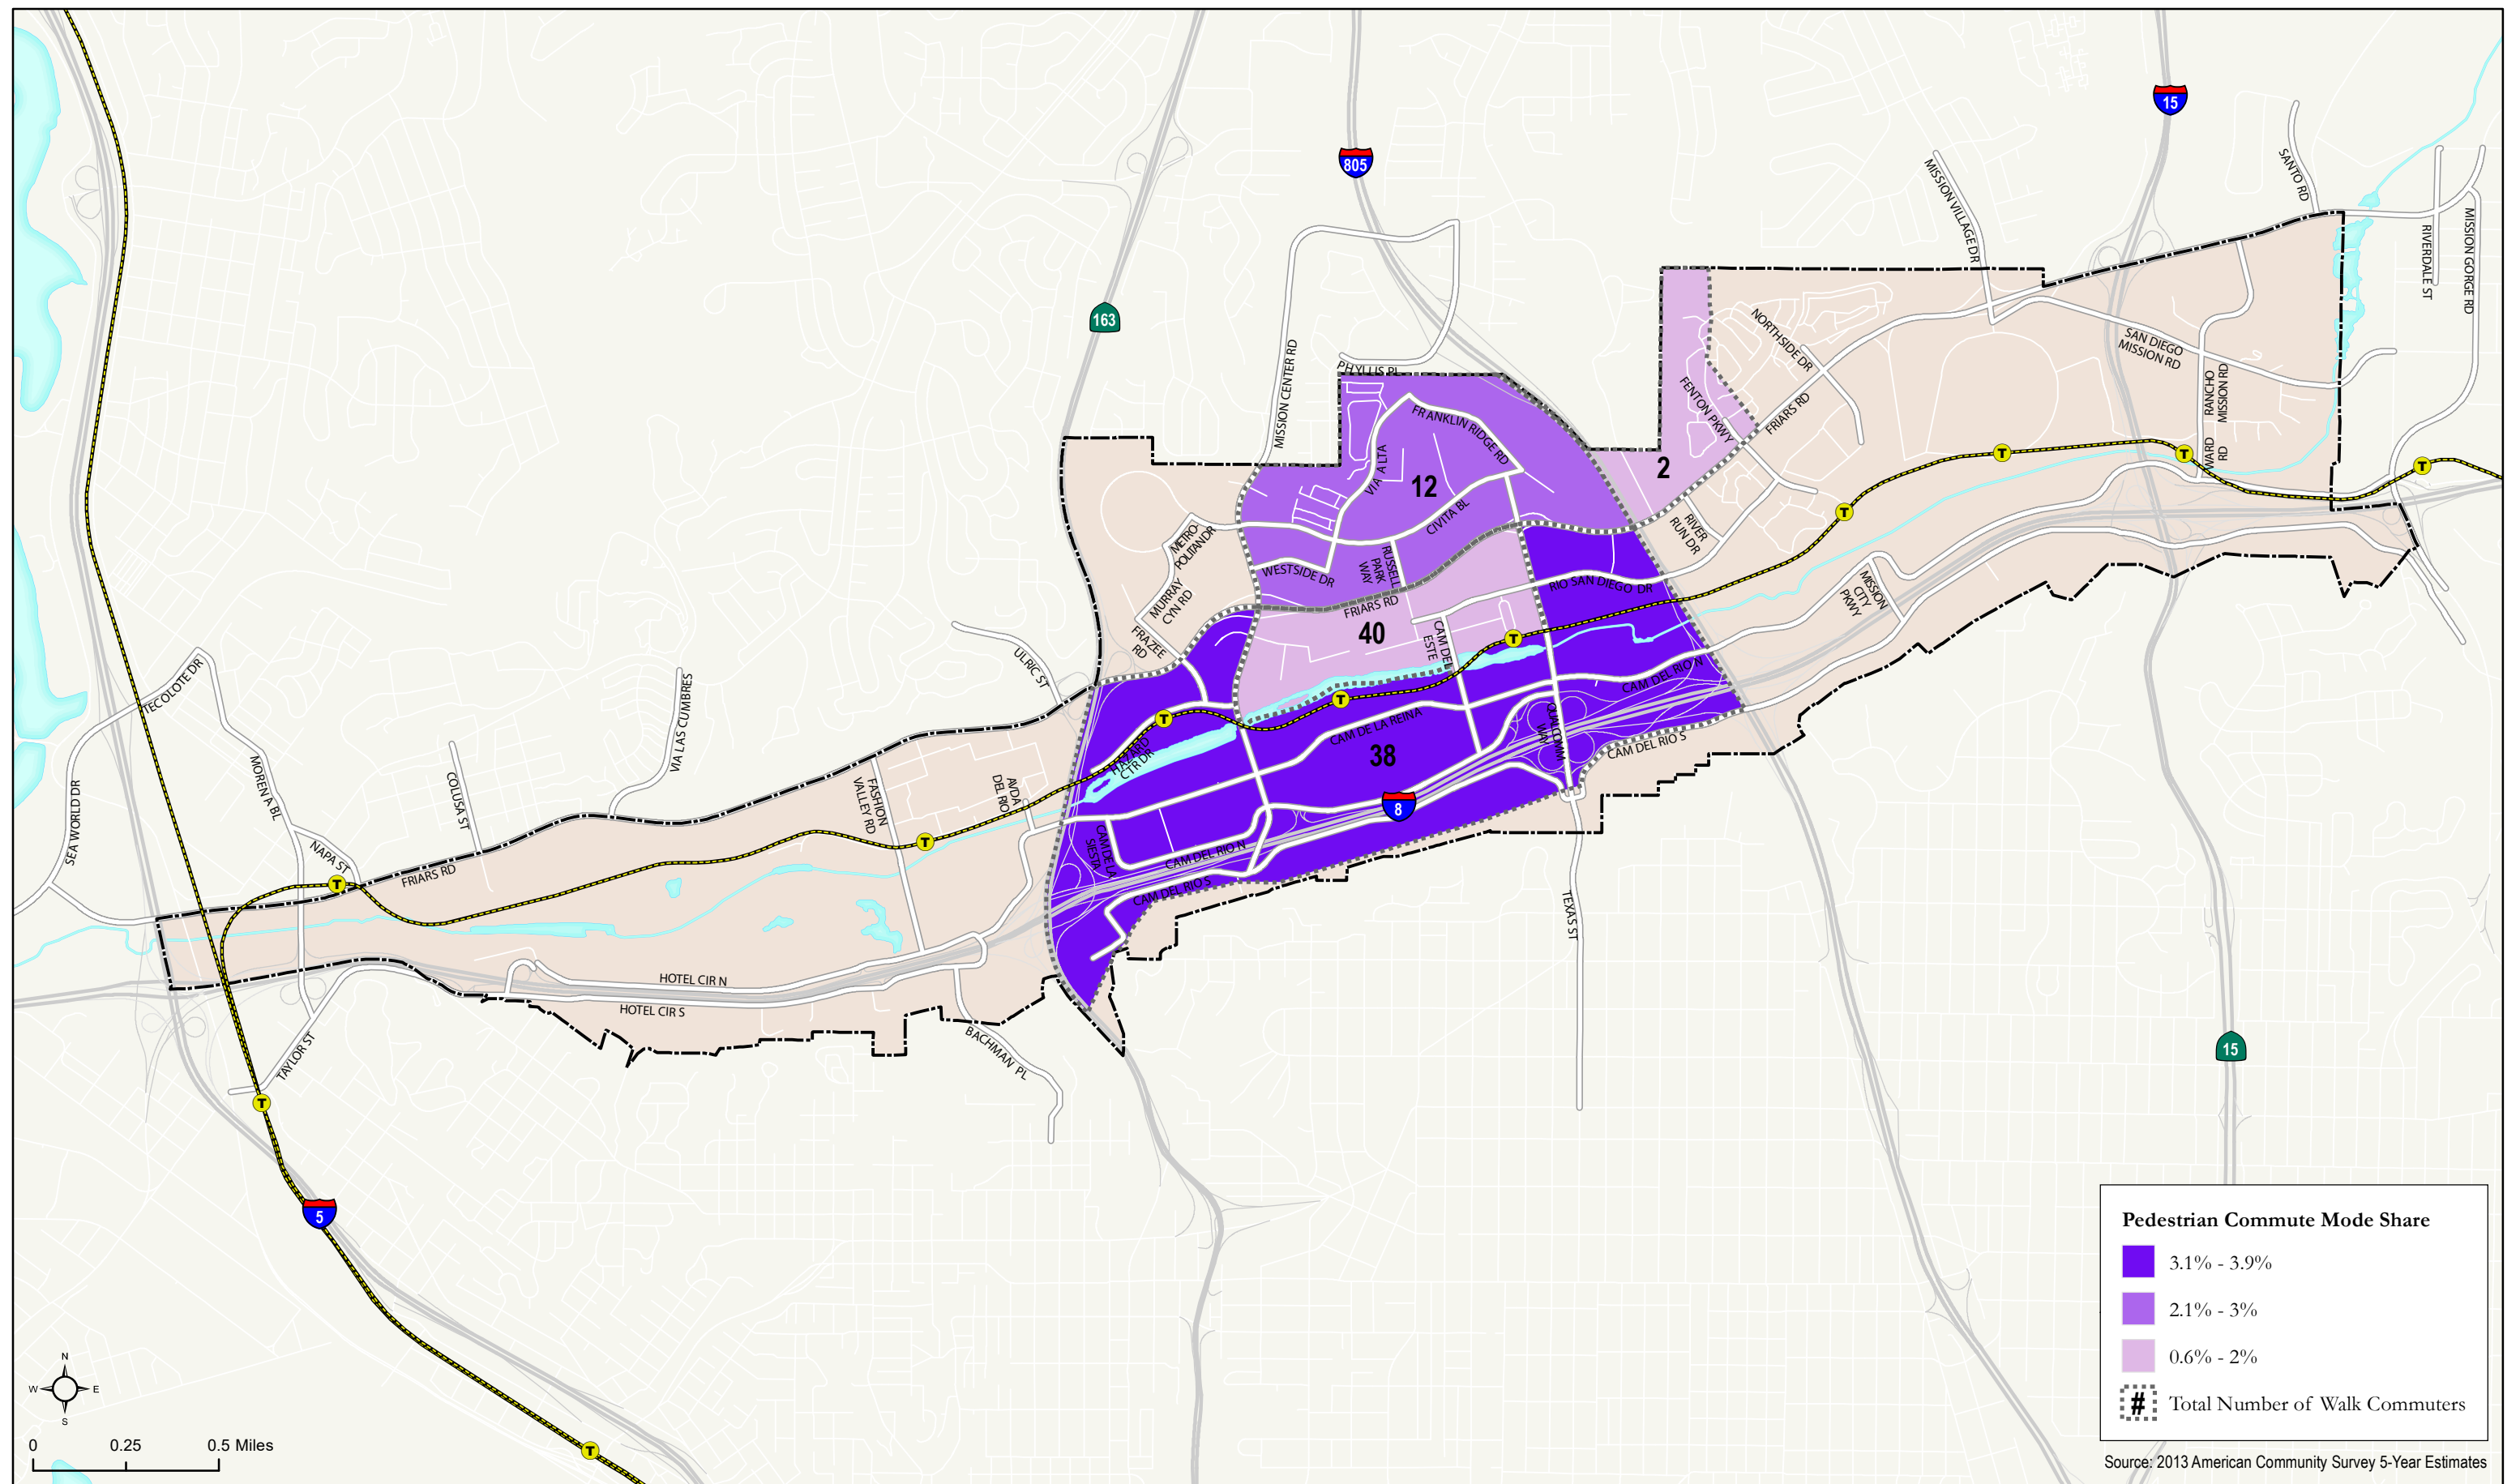 15
805
163
SANTO RD
MISSION VILLAGE DR
RIVERDALE ST
MISSION GORGE RD
MISSION CENTER RD
PHYLLIS PL
NORTHSIDE DR
SAN DIEGO
MISSION RD
RANCHO
MISSION RD
FENTON PKWY
FRIARS RD
FRANKLIN RIDGE RD
VIA ALTA
12
2
WARD
RD
CIVITA BL
METRO-
POLITAN DR
RIVER
RUN DR
RUSSELL
PARK
WAY
WESTSIDE DR
MURRAY
CYN RD
FRIARS RD
RIO SAN DIEGO DR
MISSION
CITY
PKWY
40
FRAZEE
RD
CAM DEL
ESTE
T
T
T
T
T
T
T
T
T
T
T
T
ULRIC ST
TECOLOTE DR
VIA LAS CUMBRES
CAM DEL RIO N
CAM DE LA REINA
QUALCOMM
WAY
CAM DEL RIO S
38
HAZARD
CTR DR
8
MORENA BL
COLUSA ST
SEA WORLD DR
FASHION
VALLEY RD
AVDA
DEL RIO
NAPA ST
FRIARS RD
CAM DE LA
SIESTA
CAM DEL RIO N
CAM DEL RIO S
TEXAS ST
HOTEL CIR N
HOTEL CIR S
BACHMAN PL
TAYLOR ST
15
5
Pedestrian Commute Mode Share
3.1% - 3.9%
2.1% - 3%
0.6% - 2%
# Total Number of Walk Commuters
N
W E
S
0 0.25 0.5 Miles
Source: 2013 American Community Survey 5-Year Estimates